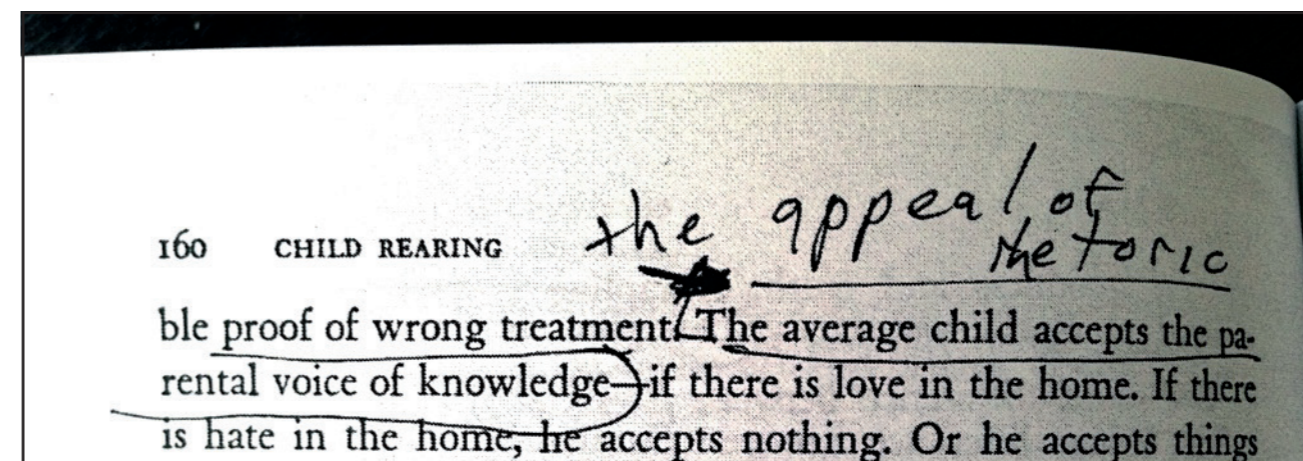 the appeal of
rhetoric
160 CHILD REARING
ble proof of wrong treatment. The average child accepts the pa-
rental voice of knowledge—if there is love in the home. If there
is hate in the home, he accepts nothing. Or he accepts things